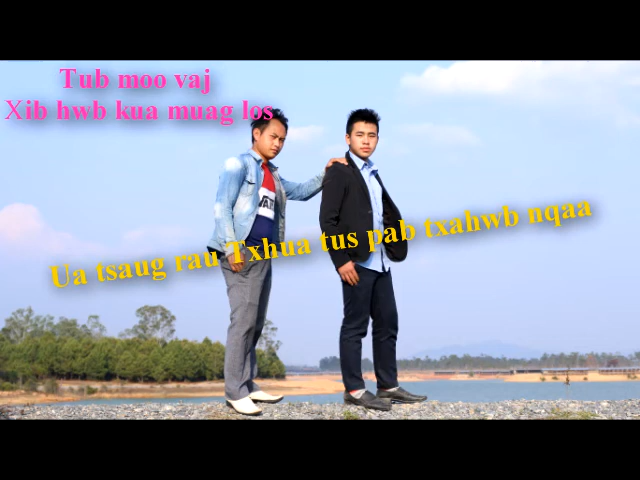 Tub moo vaj
Xib hwb kua muag los
Ua tsaug rau Txhua tus pab txahwb nqaa